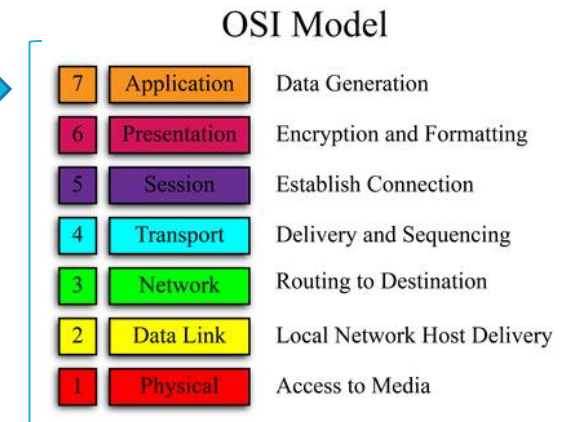 OSI Model
7 Application Data Generation
6 Presentation Encryption and Formatting
5 Session Establish Connection
4 Transport Delivery and Sequencing
3 Network Routing to Destination
2 Data Link Local Network Host Delivery
1 Physical Access to Media